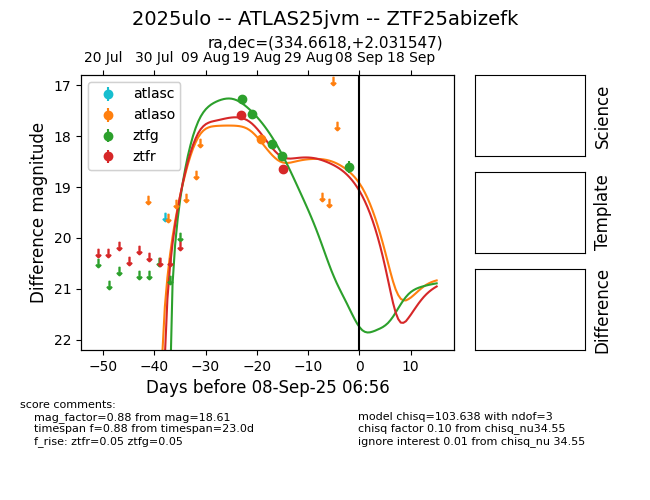 2025ulo -- ATLAS25jvm -- ZTF25abizefk
ra,dec=(334.6618,+2.031547)
20 Jul 30 Jul 09 Aug 19 Aug 29 Aug 08 Sep 18 Sep
atlasc
atlaso
ztfg
ztfr
17
18
19
20
21
22
Difference magnitude
−50 −40 −30 −20 −10 0 10
Days before 08-Sep-25 06:56
Science
Template
Difference
score comments:
mag_factor=0.88 from mag=18.61
timespan f=0.88 from timespan=23.0d
f_rise: ztfr=0.05 ztfg=0.05
model chisq=103.638 with ndof=3
chisq factor 0.10 from chisq_nu34.55
ignore interest 0.01 from chisq_nu 34.55